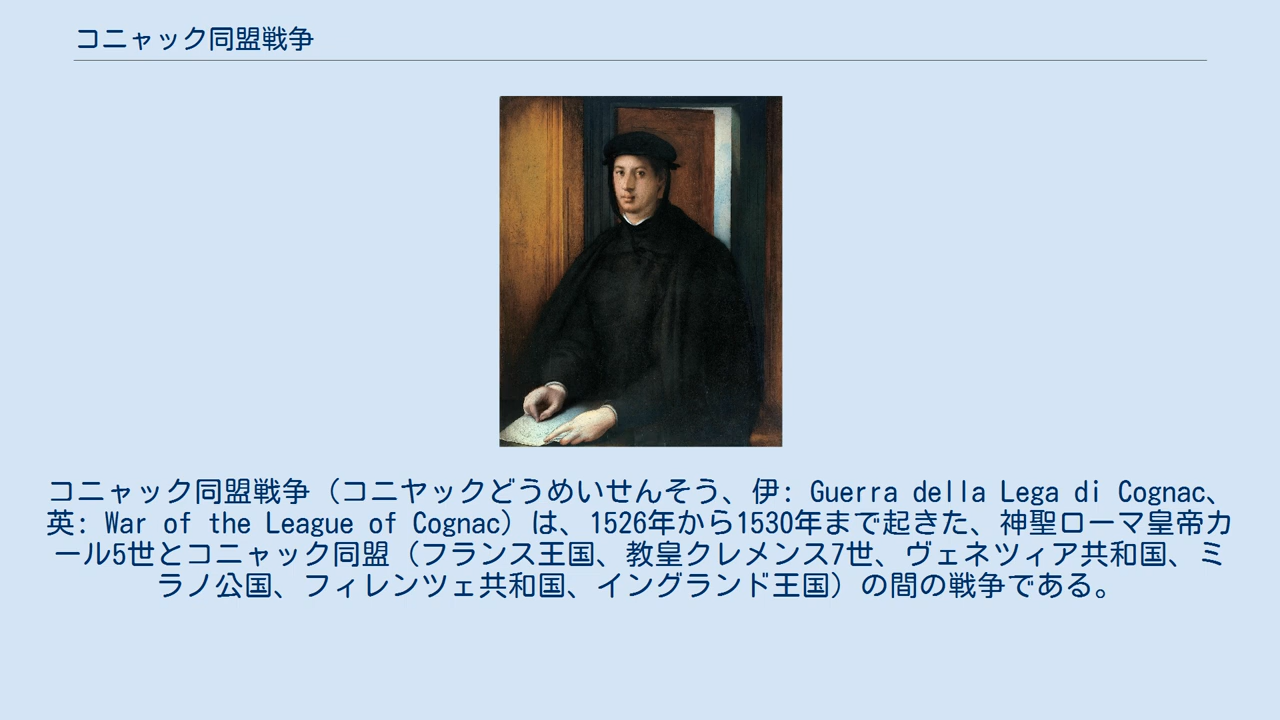 コニャック同盟戦争
コニャック同盟戦争（コニヤックどうめいせんそう、伊: Guerra della Lega di Cognac、
英: War of the League of Cognac）は、1526年から1530年まで起きた、神聖ローマ皇帝カ
ール5世とコニャック同盟（フランス王国、教皇クレメンス7世、ヴェネツィア共和国、ミ
ラノ公国、フィレンツェ共和国、イングランド王国）の間の戦争である。